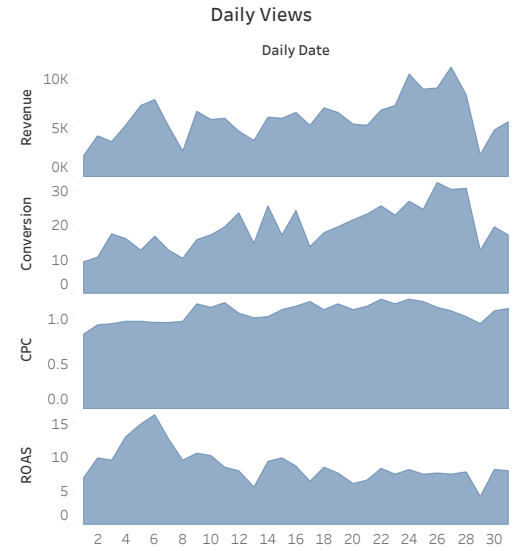 Daily Views
Daily Date
Revenue
10K
5K
0K
Conversion
30
20
10
0
CPC
1.0
0.5
0.0
ROAS
15
10
5
0
2 4 6 8 10 12 14 16 18 20 22 24 26 28 30